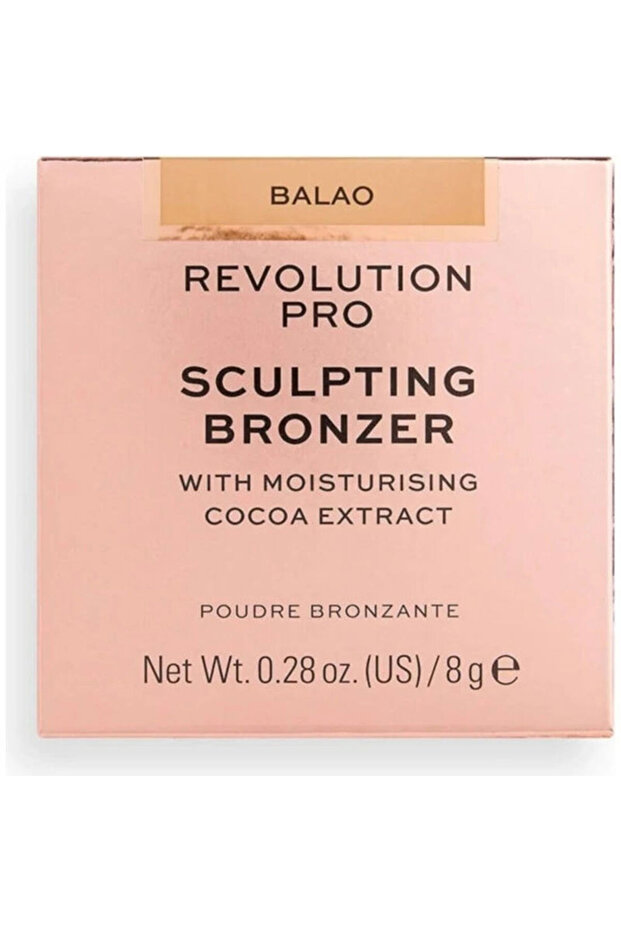 BALAO
REVOLUTION
PRO
SCULPTING
BRONZER
WITH MOISTURISING
COCOA EXTRACT
POUDRE BRONZANTE
Net Wt. 0.28 oz. (US) / 8 g ℮